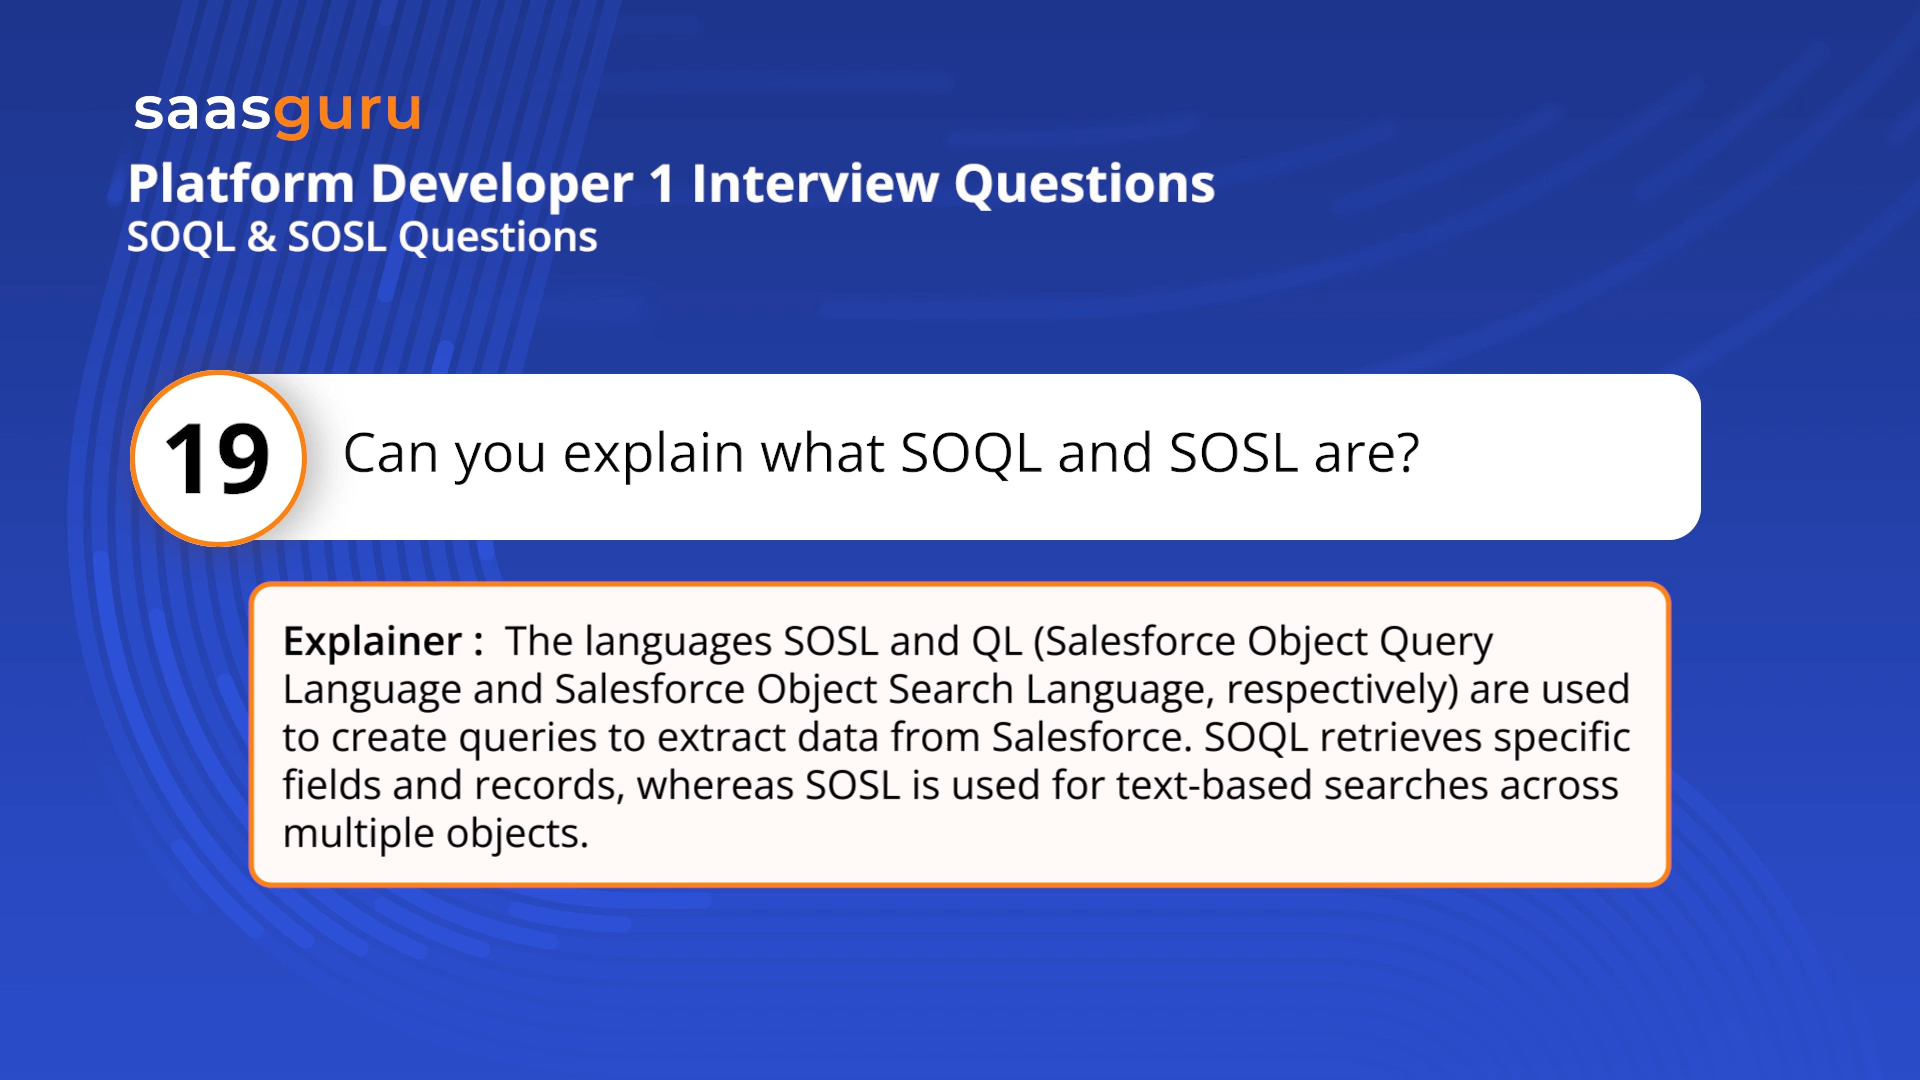 saasguru
Platform Developer 1 Interview Questions
SOQL & SOSL Questions
19
Can you explain what SOQL and SOSL are?
Explainer : The languages SOSL and QL (Salesforce Object Query
Language and Salesforce Object Search Language, respectively) are used
to create queries to extract data from Salesforce. SOQL retrieves specific
fields and records, whereas SOSL is used for text-based searches across
multiple objects.